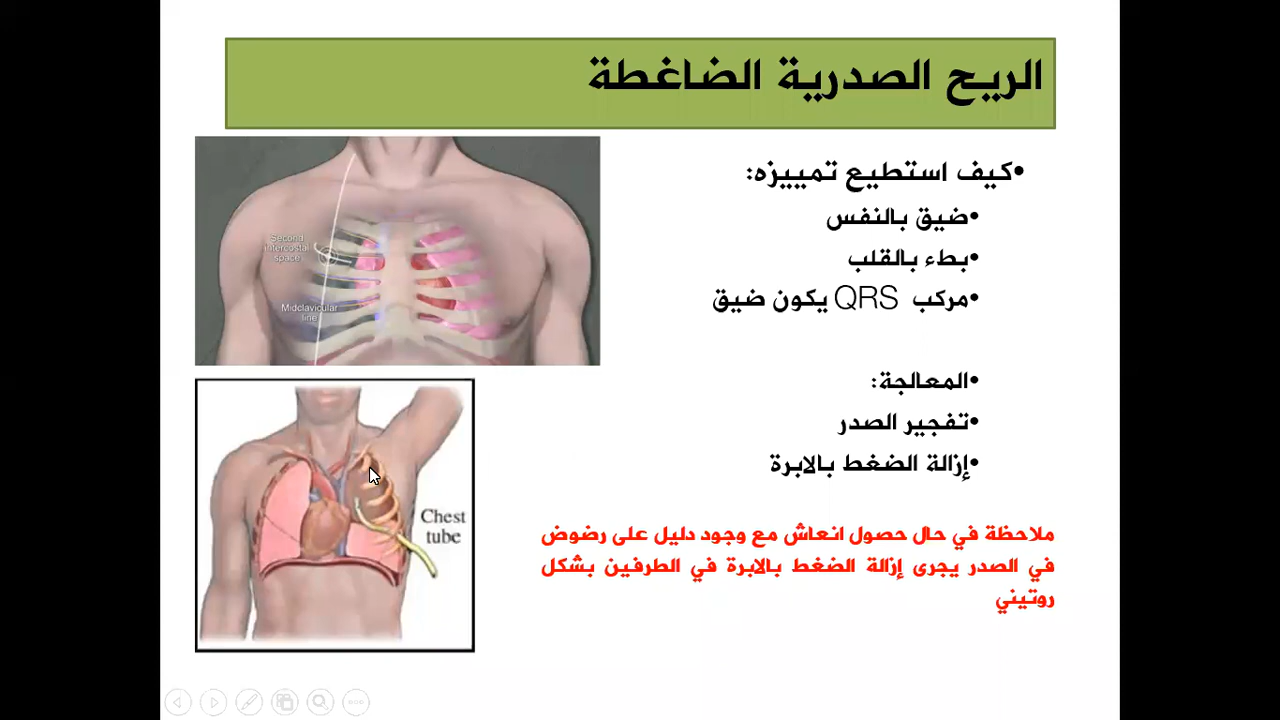 الريح الصدرية الضاغطة
•كيف استطيع تمييزه:
•ضيق بالنفس
•بطء بالقلب
•مركب QRS يكون ضيق
•المعالجة:
•تفجير الصدر
•إزالة الضغط بالابرة
ملاحظة في حال حصول انعاش مع وجود دليل على رضوض
في الصدر يجرى إزالة الضغط بالابرة في الطرفين بشكل
روتيني
Second
intercostal
space
Midclavicular
line
Chest
tube